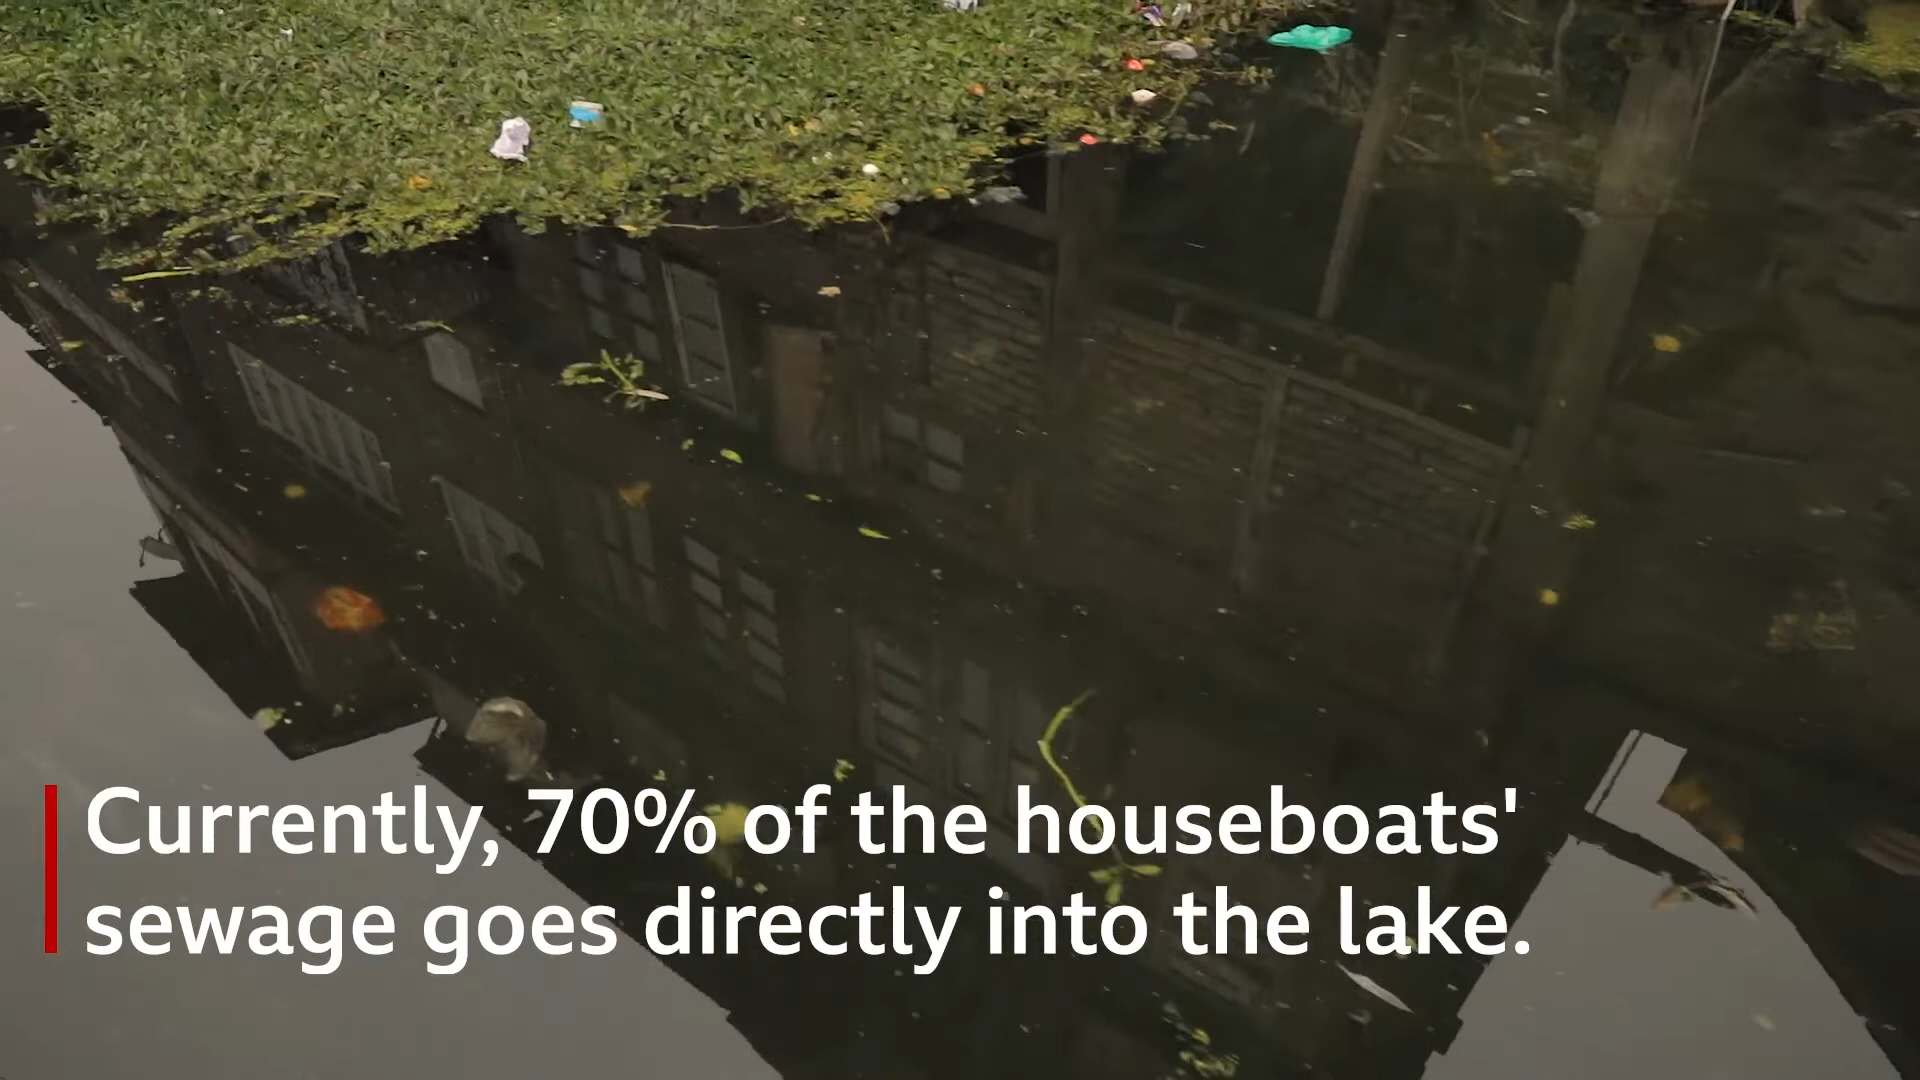 Currently, 70% of the houseboats'
sewage goes directly into the lake.